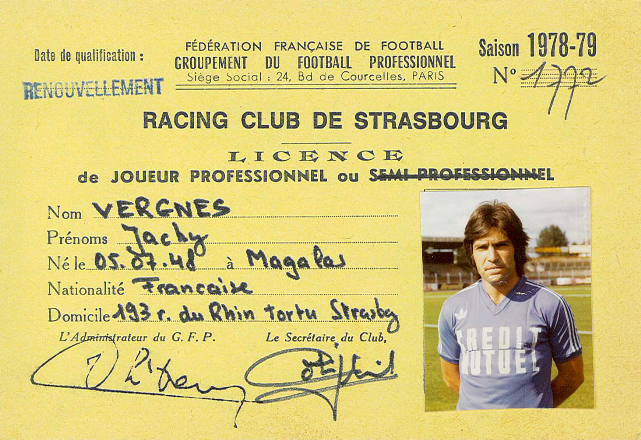 FÉDÉRATION FRANÇAISE DE FOOTBALL
GROUPEMENT DU FOOTBALL PROFESSIONNEL
Siège Social : 24, Bd de Courcelles, PARIS
Date de qualification :
RENOUVELLEMENT
Saison 1978-79
N° 1772
RACING CLUB DE STRASBOURG
LICENCE
de JOUEUR PROFESSIONNEL ou SEMI-PROFESSIONNEL
Nom VERGNES
Prénoms Jacky
Né le 05.07.48 à Magalas
Nationalité Francaise
Domicile 193 r. du Rhin tortu Strasbg
L'Administrateur du G. F. P. Le Secrétaire du Club,
CREDIT
MUTUEL